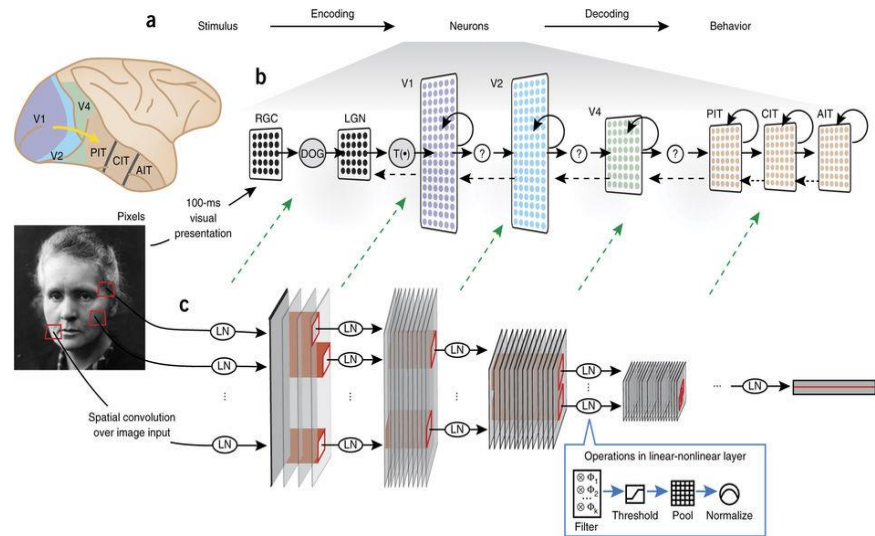 a
Stimulus
Encoding
Neurons
Decoding
Behavior
b
V1
V2
V4
PIT
CIT
AIT
RGC
DOG
LGN
T(•)
V1
?
V2
?
V4
?
PIT
CIT
AIT
100-ms
visual
presentation
Pixels
c
LN
LN
LN
LN
LN
...
...
...
...
...
LN
LN
LN
LN
LN
LN
Spatial convolution
over image input
Operations in linear-nonlinear layer
⊗ Φ1
⊗ Φ2
...
⊗ Φk
Filter
Threshold
Pool
Normalize